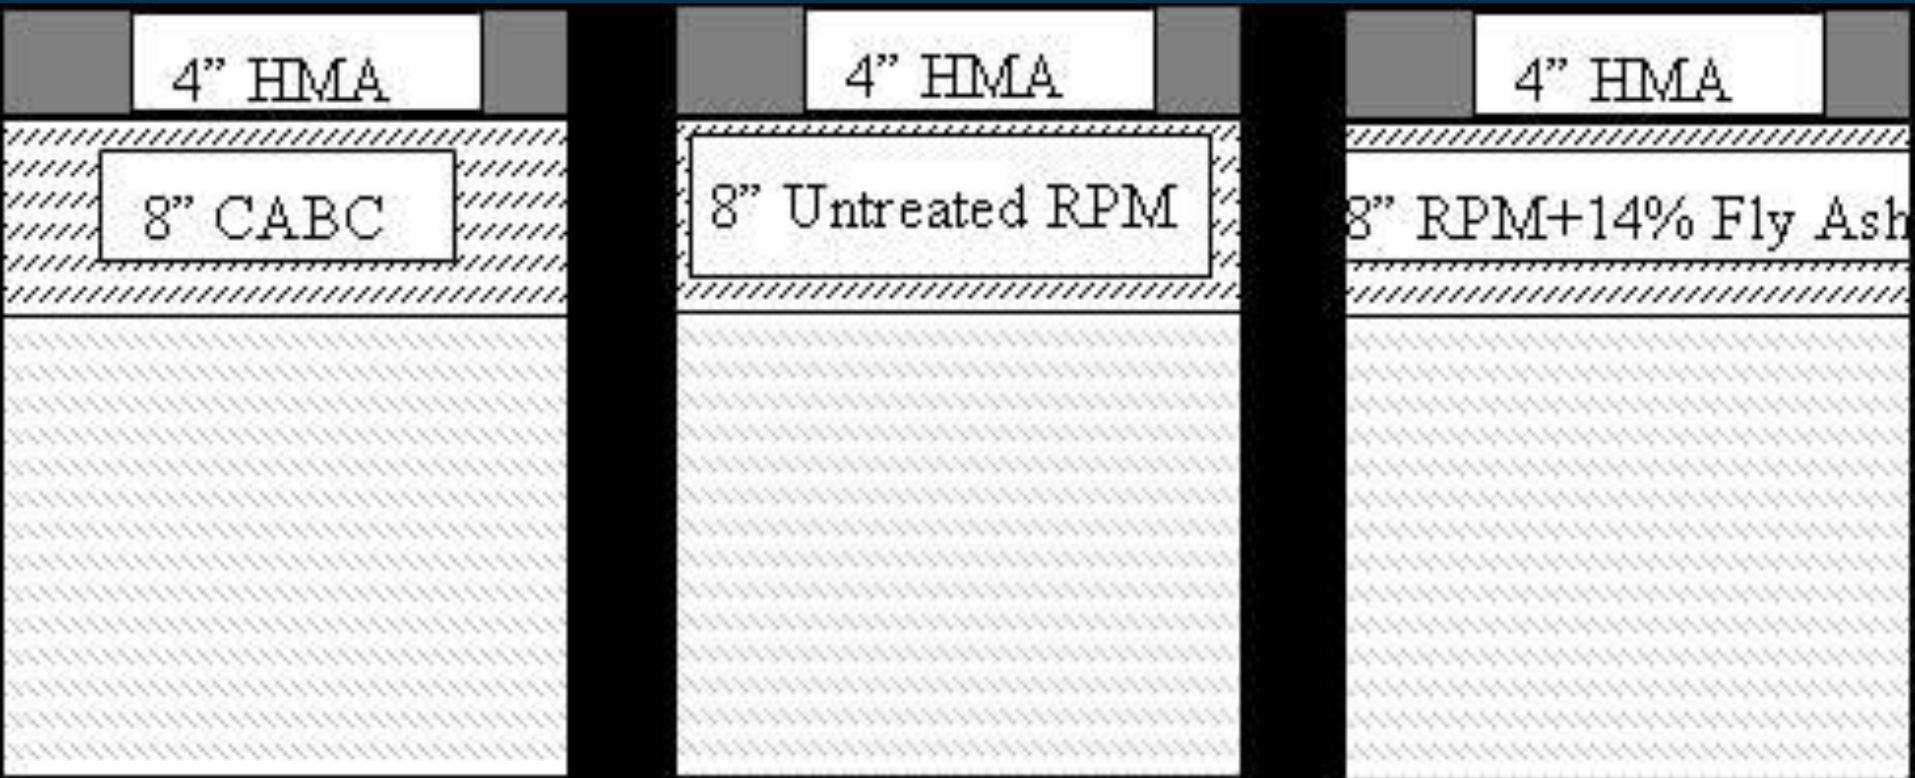 4” HMA
8” CABC
4” HMA
8” Untreated RPM
4” HMA
8” RPM+14% Fly Ash